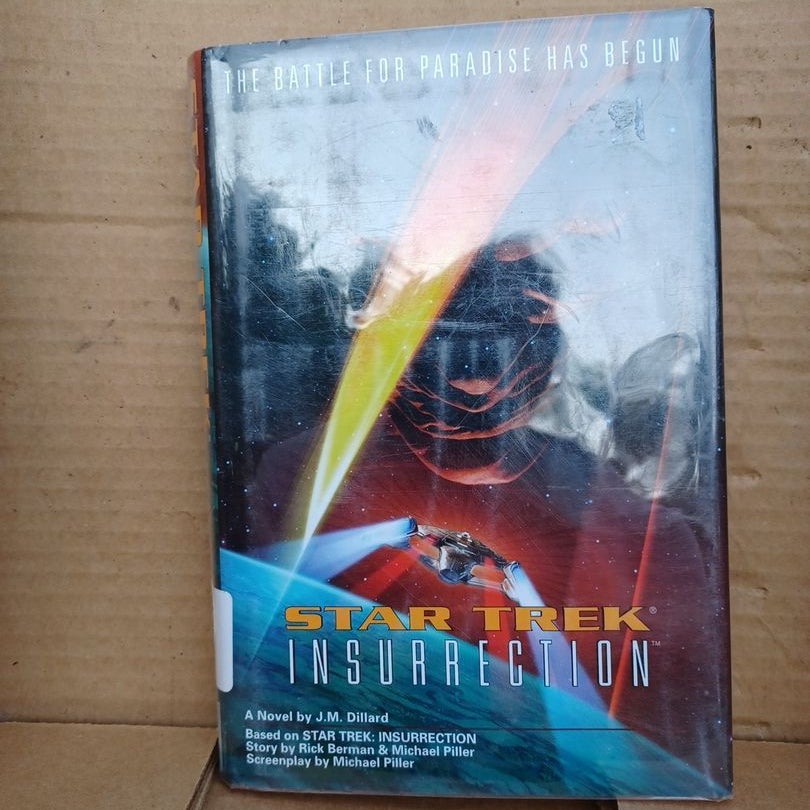 THE BATTLE FOR PARADISE HAS BEGUN
STAR TREK®
INSURRECTION™
A Novel by J.M. Dillard
Based on STAR TREK: INSURRECTION
Story by Rick Berman & Michael Piller
Screenplay by Michael Piller